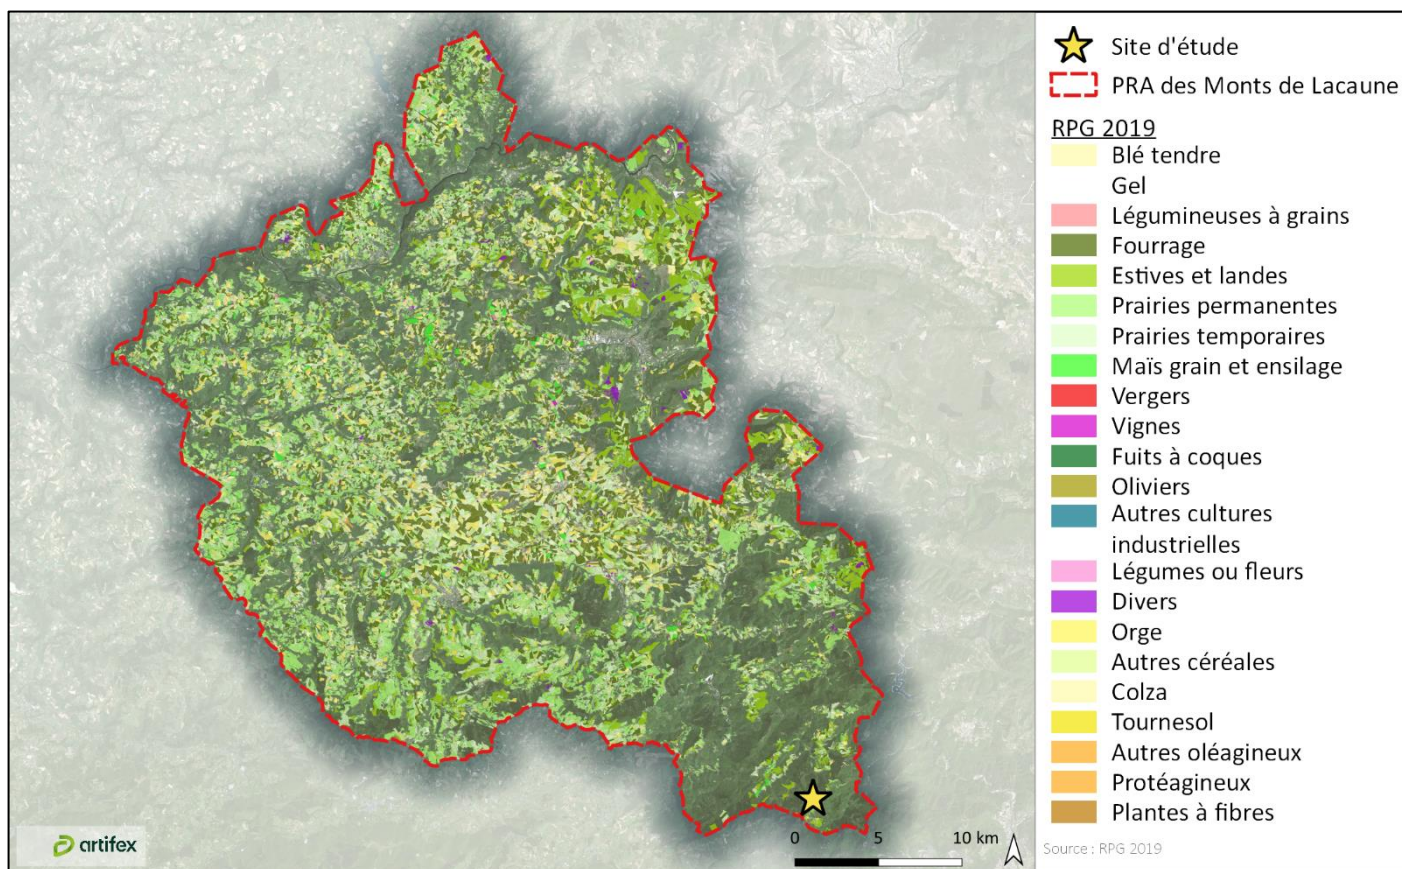 Site d'étude
PRA des Monts de Lacaune
RPG 2019
Blé tendre
Gel
Légumineuses à grains
Fourrage
Estives et landes
Prairies permanentes
Prairies temporaires
Maïs grain et ensilage
Vergers
Vignes
Fuits à coques
Oliviers
Autres cultures
industrielles
Légumes ou fleurs
Divers
Orge
Autres céréales
Colza
Tournesol
Autres oléagineux
Protéagineux
Plantes à fibres
Source : RPG 2019
artifex
0 5 10 km